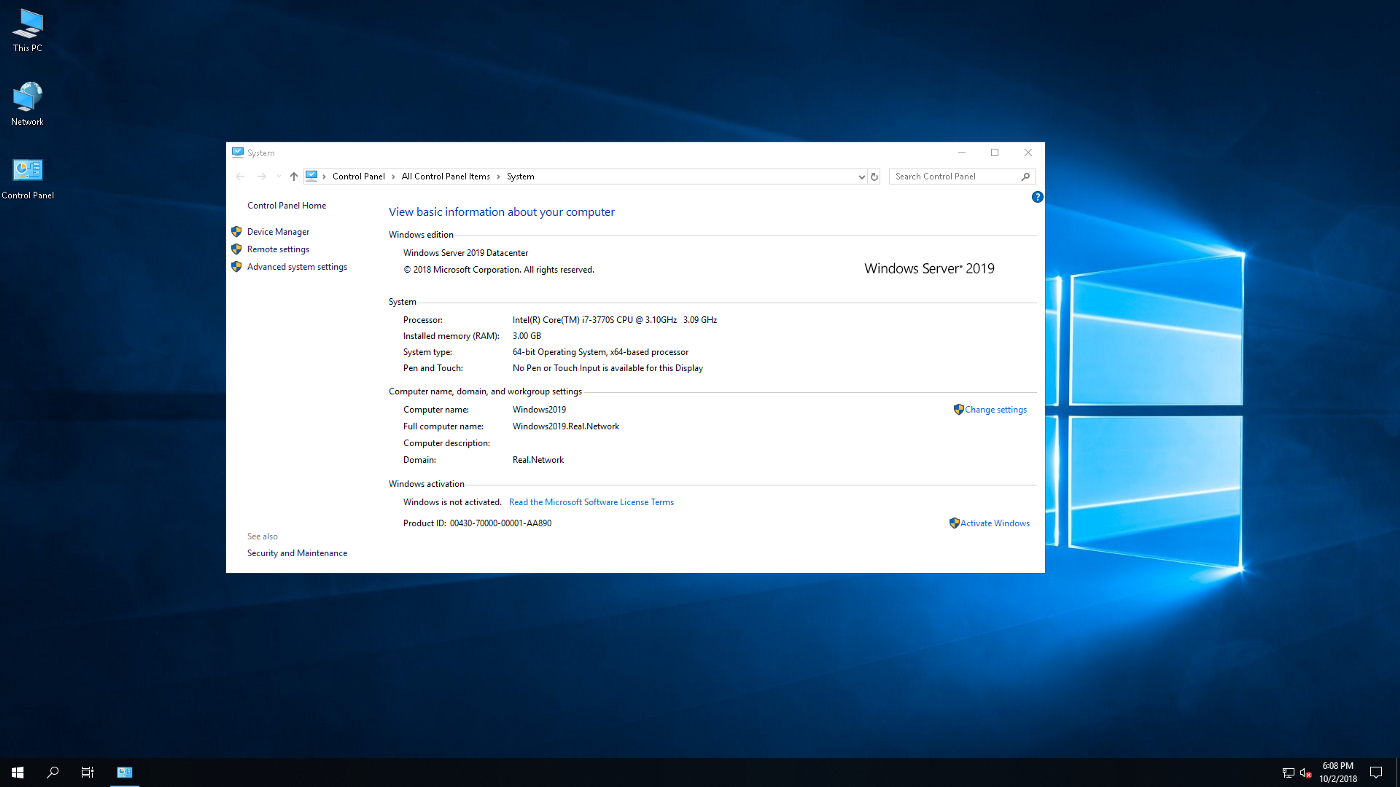 This PC
Network
Control Panel
System
Control Panel > All Control Panel Items > System
Search Control Panel
?
Control Panel Home
Device Manager
Remote settings
Advanced system settings
See also
Security and Maintenance
View basic information about your computer
Windows edition
Windows Server 2019 Datacenter
© 2018 Microsoft Corporation. All rights reserved.
Windows Server® 2019
System
Processor: Intel(R) Core(TM) i7-3770S CPU @ 3.10GHz 3.09 GHz
Installed memory (RAM): 3.00 GB
System type: 64-bit Operating System, x64-based processor
Pen and Touch: No Pen or Touch Input is available for this Display
Computer name, domain, and workgroup settings
Computer name: Windows2019
Change settings
Full computer name: Windows2019.Real.Network
Computer description:
Domain: Real.Network
Windows activation
Windows is not activated. Read the Microsoft Software License Terms
Product ID: 00430-70000-00001-AA890
Activate Windows
6:08 PM
10/2/2018